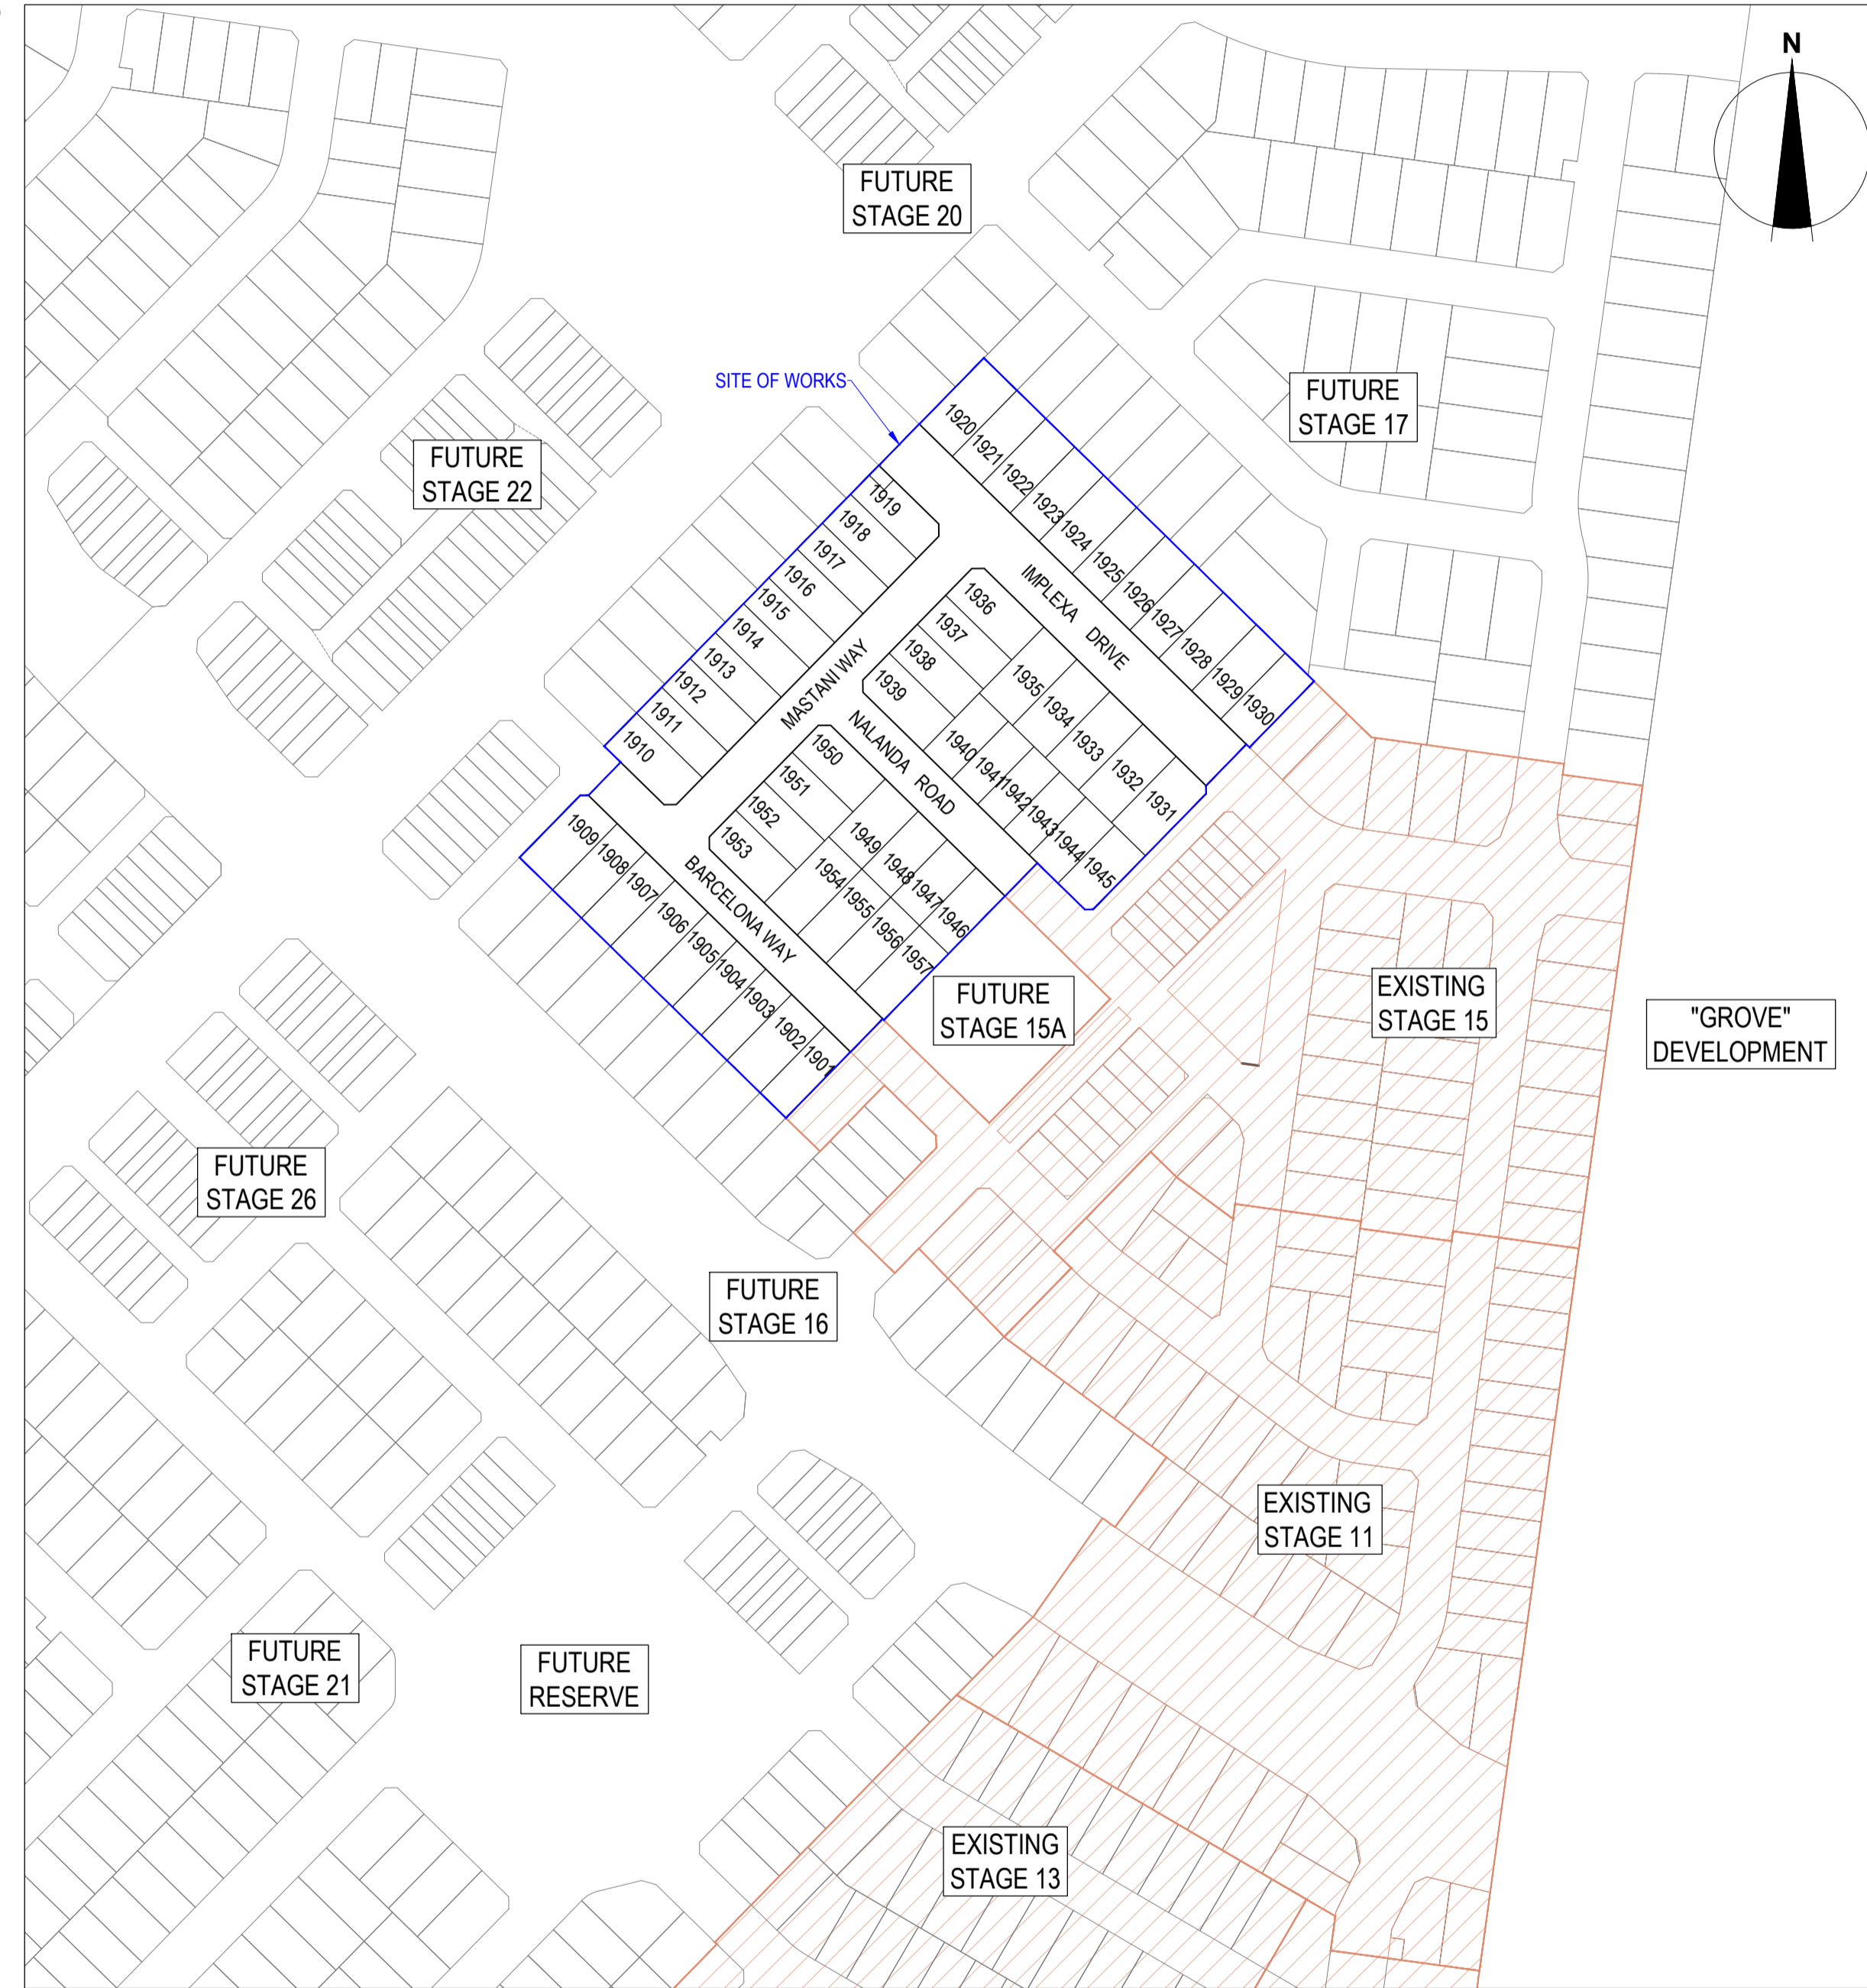 N
FUTURE
STAGE 20
SITE OF WORKS
FUTURE
STAGE 17
FUTURE
STAGE 22
1920
1921
1922
1923
1924
1925
1926
1927
1928
1929
1930
1919
1918
1917
1916
1915
1914
1913
1912
1911
1910
IMPLEXA DRIVE
MASTANI WAY
1936
1937
1938
1939
1935
1934
1933
1932
1931
NALANDA ROAD
1940
1941
1942
1943
1944
1945
1950
1951
1952
1953
1949
1948
1947
1946
1954
1955
1956
1957
BARCELONA WAY
1909
1908
1907
1906
1905
1904
1903
1902
1901
FUTURE
STAGE 15A
EXISTING
STAGE 15
"GROVE"
DEVELOPMENT
FUTURE
STAGE 26
FUTURE
STAGE 16
EXISTING
STAGE 11
FUTURE
STAGE 21
FUTURE
RESERVE
EXISTING
STAGE 13